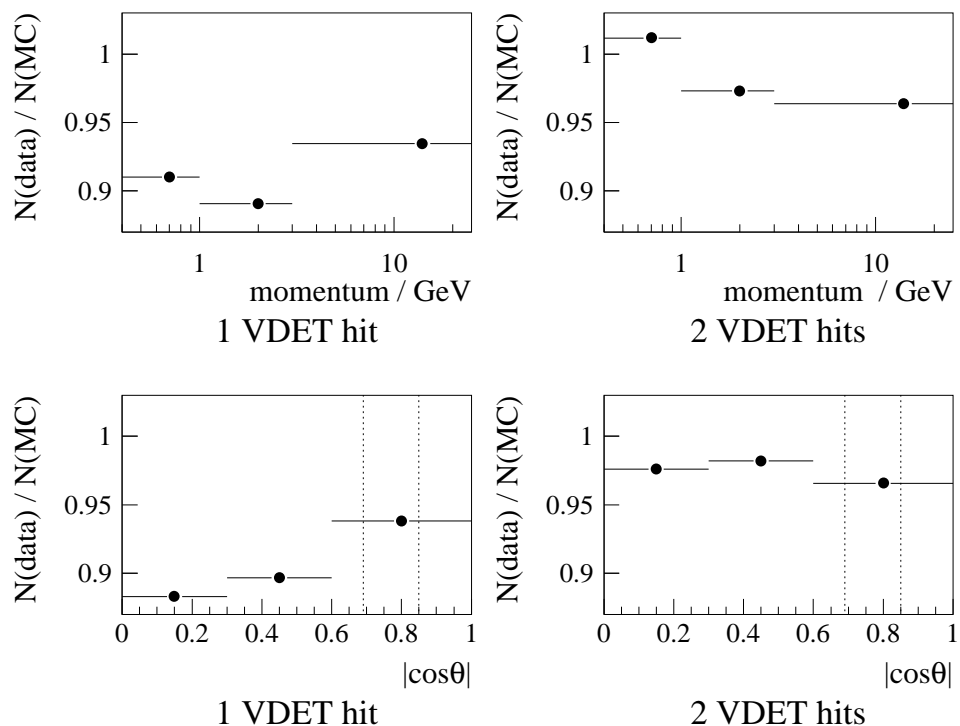 N(data) / N(MC)
1
0.95
0.9
1 10
momentum / GeV
1 VDET hit
N(data) / N(MC)
1
0.95
0.9
1 10
momentum / GeV
2 VDET hits
N(data) / N(MC)
1
0.95
0.9
0 0.2 0.4 0.6 0.8 1
|cosθ|
1 VDET hit
N(data) / N(MC)
1
0.95
0.9
0 0.2 0.4 0.6 0.8 1
|cosθ|
2 VDET hits